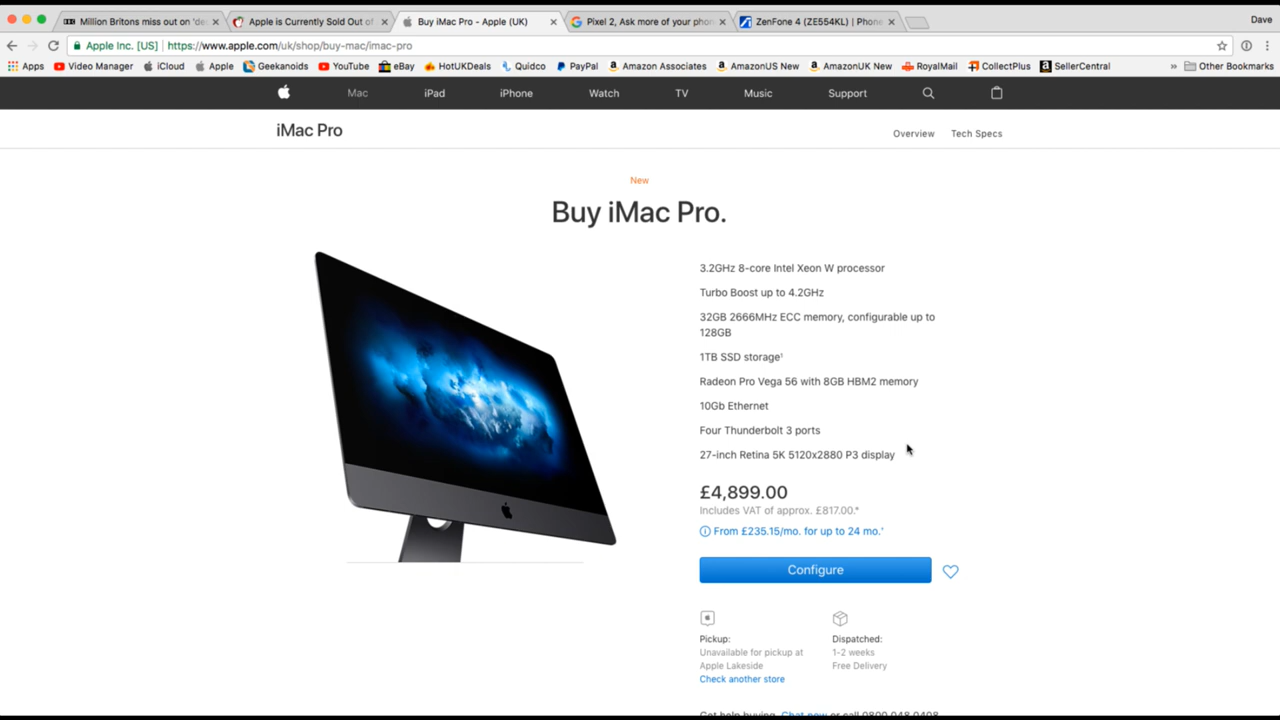 Million Britons miss out on 'de
Apple is Currently Sold Out of
Buy iMac Pro - Apple (UK)
Pixel 2, Ask more of your phon
ZenFone 4 (ZE554KL) | Phone
Dave
Apple Inc. [US] | https://www.apple.com/uk/shop/buy-mac/imac-pro
Apps Video Manager iCloud Apple Geekanoids YouTube eBay HotUKDeals Quidco PayPal Amazon Associates AmazonUS New AmazonUK New RoyalMail CollectPlus SellerCentral » Other Bookmarks
Mac iPad iPhone Watch TV Music Support
iMac Pro
Overview Tech Specs
New
Buy iMac Pro.
3.2GHz 8-core Intel Xeon W processor
Turbo Boost up to 4.2GHz
32GB 2666MHz ECC memory, configurable up to
128GB
1TB SSD storage¹
Radeon Pro Vega 56 with 8GB HBM2 memory
10Gb Ethernet
Four Thunderbolt 3 ports
27-inch Retina 5K 5120x2880 P3 display
£4,899.00
Includes VAT of approx. £817.00.*
From £235.15/mo. for up to 24 mo.
Configure
Pickup:
Unavailable for pickup at
Apple Lakeside
Check another store
Dispatched:
1-2 weeks
Free Delivery
Get help buying. Chat now or call 0800 048 0408